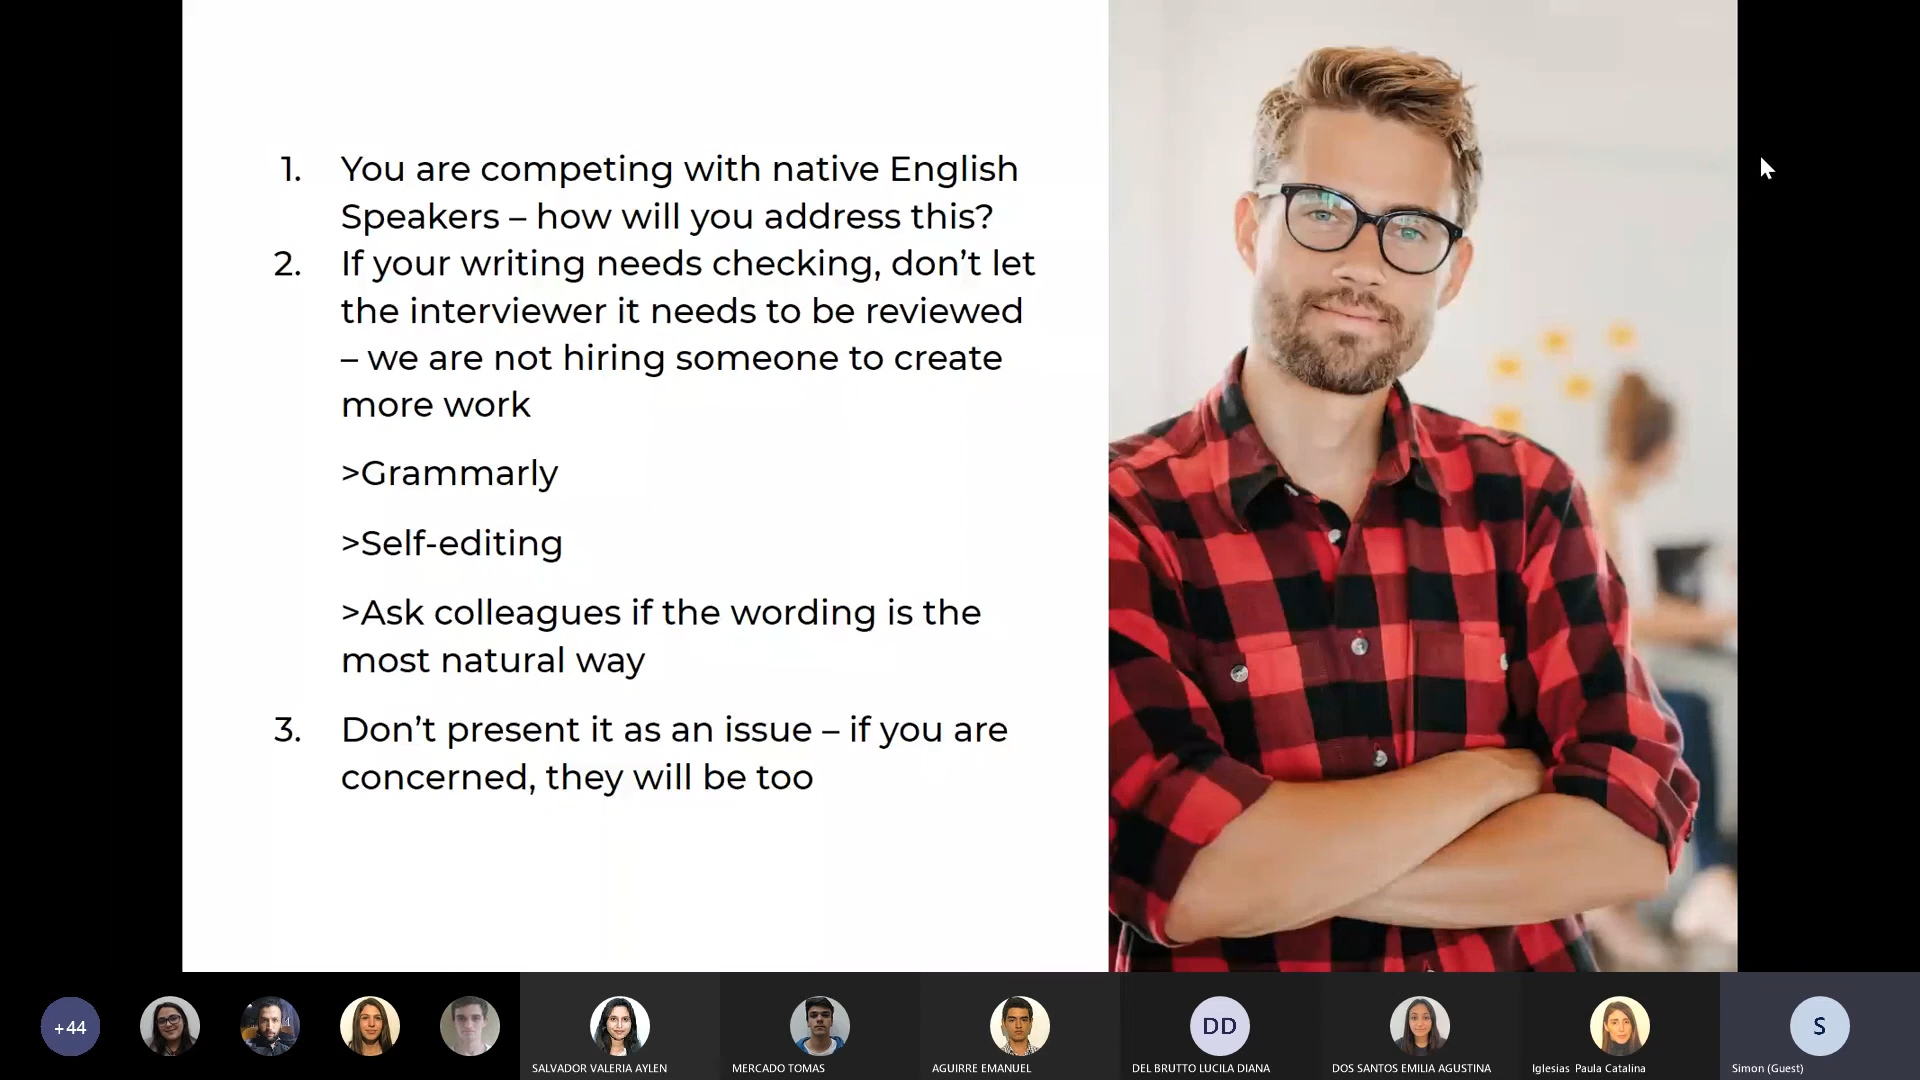 1. You are competing with native English
Speakers – how will you address this?
2. If your writing needs checking, don’t let
the interviewer it needs to be reviewed
– we are not hiring someone to create
more work
>Grammarly
>Self-editing
>Ask colleagues if the wording is the
most natural way
3. Don’t present it as an issue – if you are
concerned, they will be too
+44
DD
S
SALVADOR VALERIA AYLEN
MERCADO TOMAS
AGUIRRE EMANUEL
DEL BRUTTO LUCILA DIANA
DOS SANTOS EMILIA AGUSTINA
Iglesias Paula Catalina
Simon (Guest)